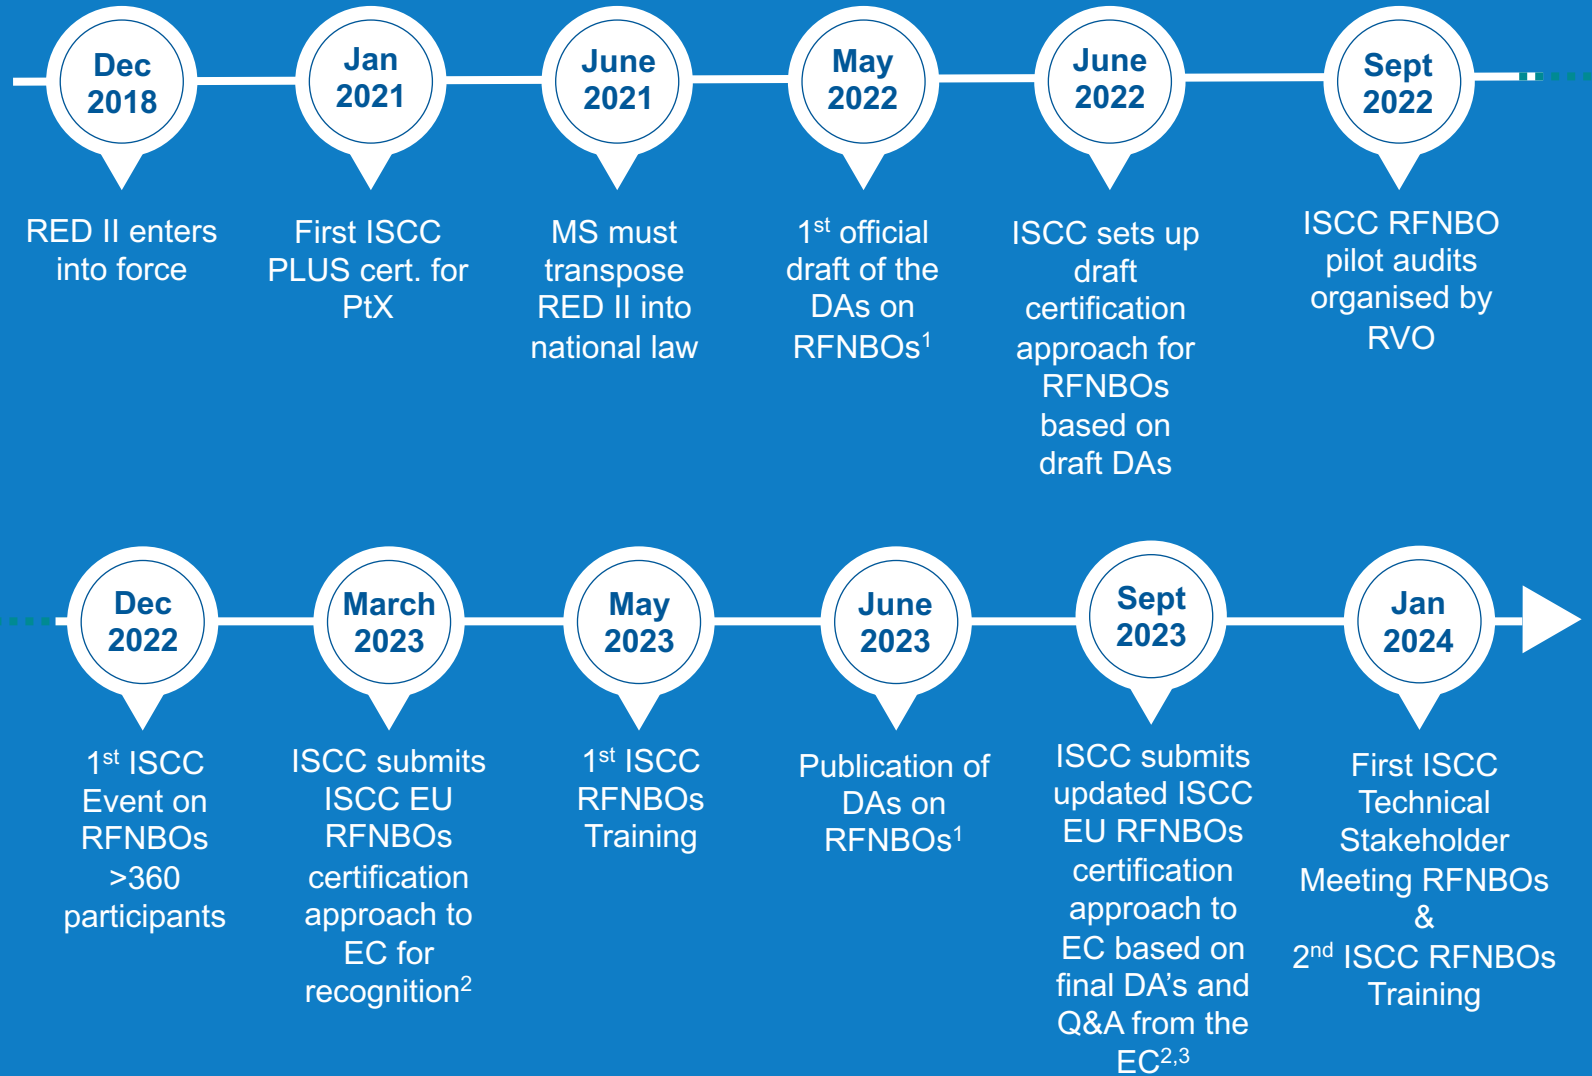 Dec
2018
Jan
2021
June
2021
May
2022
June
2022
Sept
2022
RED II enters
into force
First ISCC
PLUS cert. for
PtX
MS must
transpose
RED II into
national law
1st official
draft of the
DAs on
RFNBOs1
ISCC sets up
draft
certification
approach for
RFNBOs
based on
draft DAs
ISCC RFNBO
pilot audits
organised by
RVO
Dec
2022
March
2023
May
2023
June
2023
Sept
2023
Jan
2024
1st ISCC
Event on
RFNBOs
>360
participants
ISCC submits
ISCC EU
RFNBOs
certification
approach to
EC for
recognition2
1st ISCC
RFNBOs
Training
Publication of
DAs on
RFNBOs1
ISCC submits
updated ISCC
EU RFNBOs
certification
approach to
EC based on
final DA's and
Q&A from the
EC2,3
First ISCC
Technical
Stakeholder
Meeting RFNBOs
&
2nd ISCC RFNBOs
Training